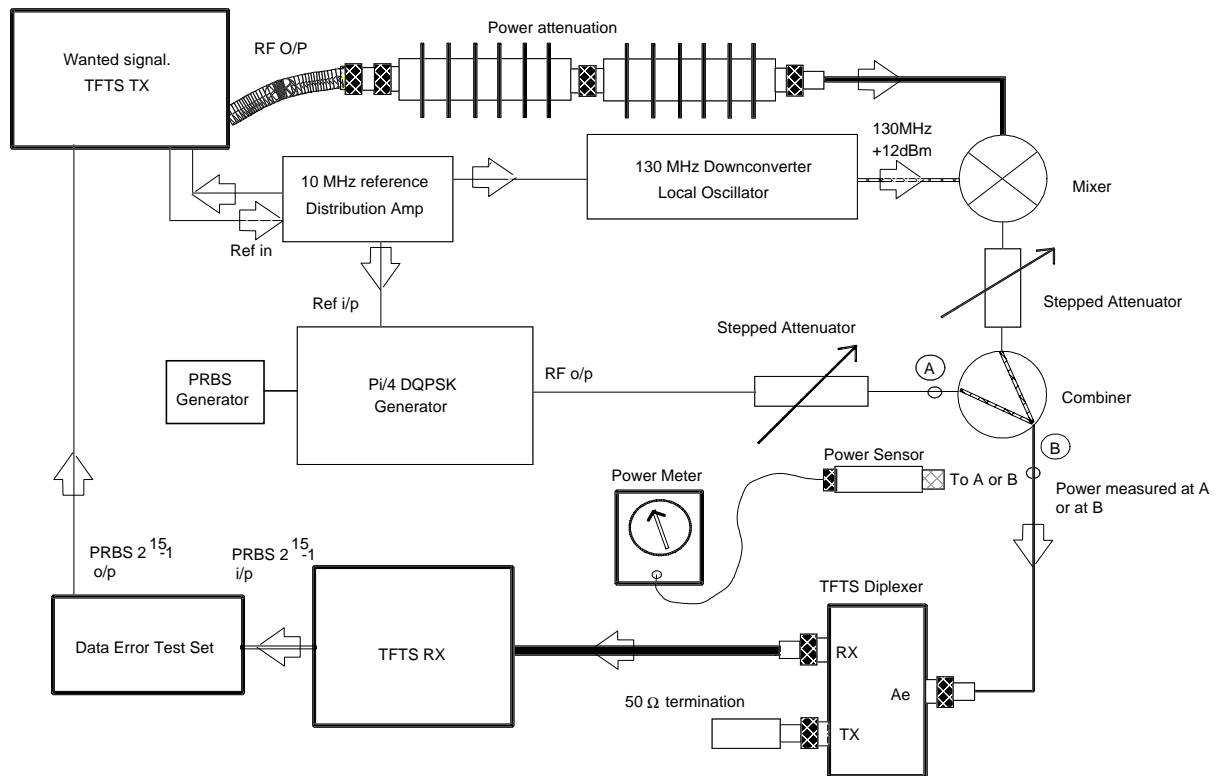 Power attenuation
RF O/P
Wanted signal.
TFTS TX
130MHz
+12dBm
10 MHz reference
Distribution Amp
130 MHz Downconverter
Local Oscillator
Mixer
Ref in
Ref i/p
Stepped Attenuator
Stepped Attenuator
PRBS
Generator
Pi/4 DQPSK
Generator
RF o/p
A
Combiner
B
Power Sensor
Power Meter
To A or B
Power measured at A
or at B
PRBS 2 15-1
o/p
PRBS 2 15-1
i/p
TFTS Diplexer
Data Error Test Set
TFTS RX
RX
Ae
50 Ω termination
TX